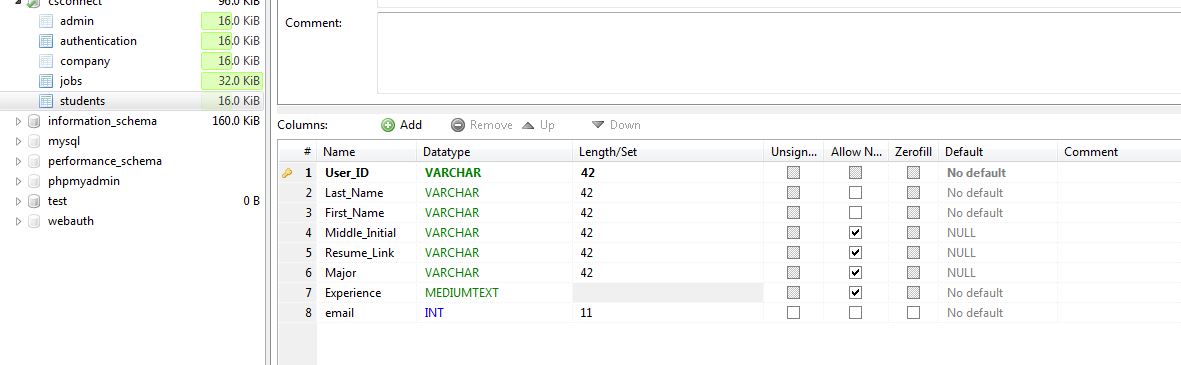 csconnect 96.0 KiB
admin 16.0 KiB
authentication 16.0 KiB
company 16.0 KiB
jobs 32.0 KiB
students 16.0 KiB
information_schema 160.0 KiB
mysql
performance_schema
phpmyadmin
test 0 B
webauth
Comment:
Columns: Add Remove Up Down
# Name Datatype Length/Set Unsign... Allow N... Zerofill Default Comment
1 User_ID VARCHAR 42 No default
2 Last_Name VARCHAR 42 No default
3 First_Name VARCHAR 42 No default
4 Middle_Initial VARCHAR 42 NULL
5 Resume_Link VARCHAR 42 NULL
6 Major VARCHAR 42 NULL
7 Experience MEDIUMTEXT No default
8 email INT 11 No default